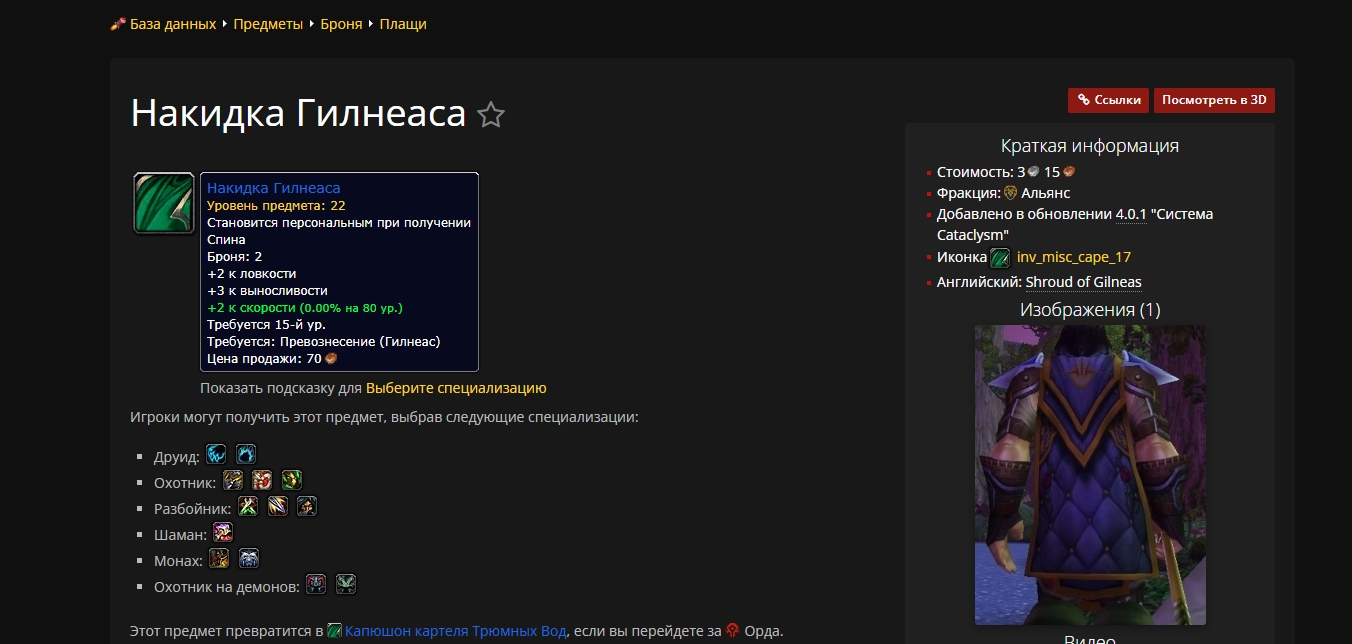 База данных Предметы Броня Плащи
Накидка Гилнеаса
Ссылки Посмотреть в 3D
Накидка Гилнеаса
Уровень предмета: 22
Становится персональным при получении
Спина
Броня: 2
+2 к ловкости
+3 к выносливости
+2 к скорости (0.00% на 80 ур.)
Требуется 15-й ур.
Требуется: Превознесение (Гилнеас)
Цена продажи: 70
Показать подсказку для Выберите специализацию
Игроки могут получить этот предмет, выбрав следующие специализации:
Друид:
Охотник:
Разбойник:
Шаман:
Монах:
Охотник на демонов:
Этот предмет превратится в Капюшон картеля Трюмных Вод, если вы перейдете за Орда.
Краткая информация
Стоимость: 3 15
Фракция: Альянс
Добавлено в обновлении 4.0.1 "Система
Cataclysm"
Иконка inv_misc_cape_17
Английский: Shroud of Gilneas
Изображения (1)
Видео